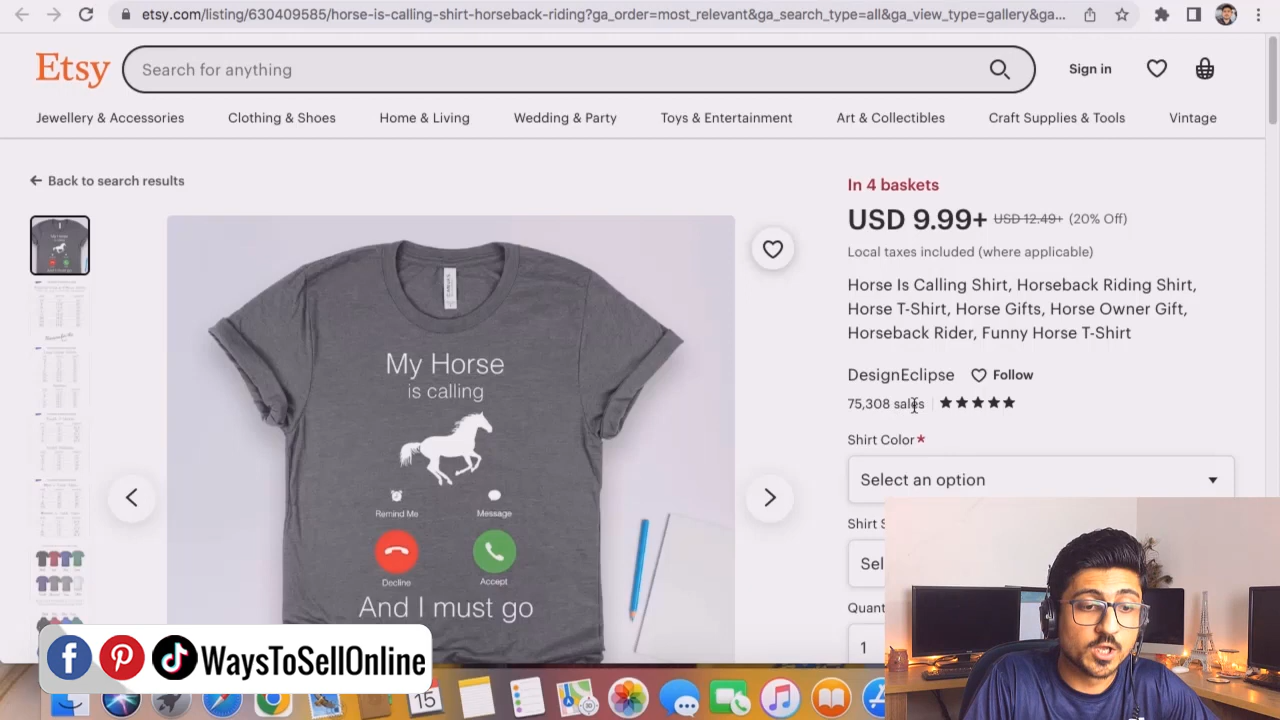 etsy.com/listing/630409585/horse-is-calling-shirt-horseback-riding?ga_order=most_relevant&ga_search_type=all&ga_view_type=gallery&ga...
Etsy
Search for anything
Sign in
Jewellery & Accessories Clothing & Shoes Home & Living Wedding & Party Toys & Entertainment Art & Collectibles Craft Supplies & Tools Vintage
← Back to search results
In 4 baskets
USD 9.99+ USD 12.49+ (20% Off)
Local taxes included (where applicable)
Horse Is Calling Shirt, Horseback Riding Shirt,
Horse T-Shirt, Horse Gifts, Horse Owner Gift,
Horseback Rider, Funny Horse T-Shirt
DesignEclipse Follow
75,308 sales
Shirt Color*
Select an option
Shirt S
Sel
Quant
1
My Horse
is calling
Remind Me Message
Decline Accept
And I must go
WaysToSellOnline
15